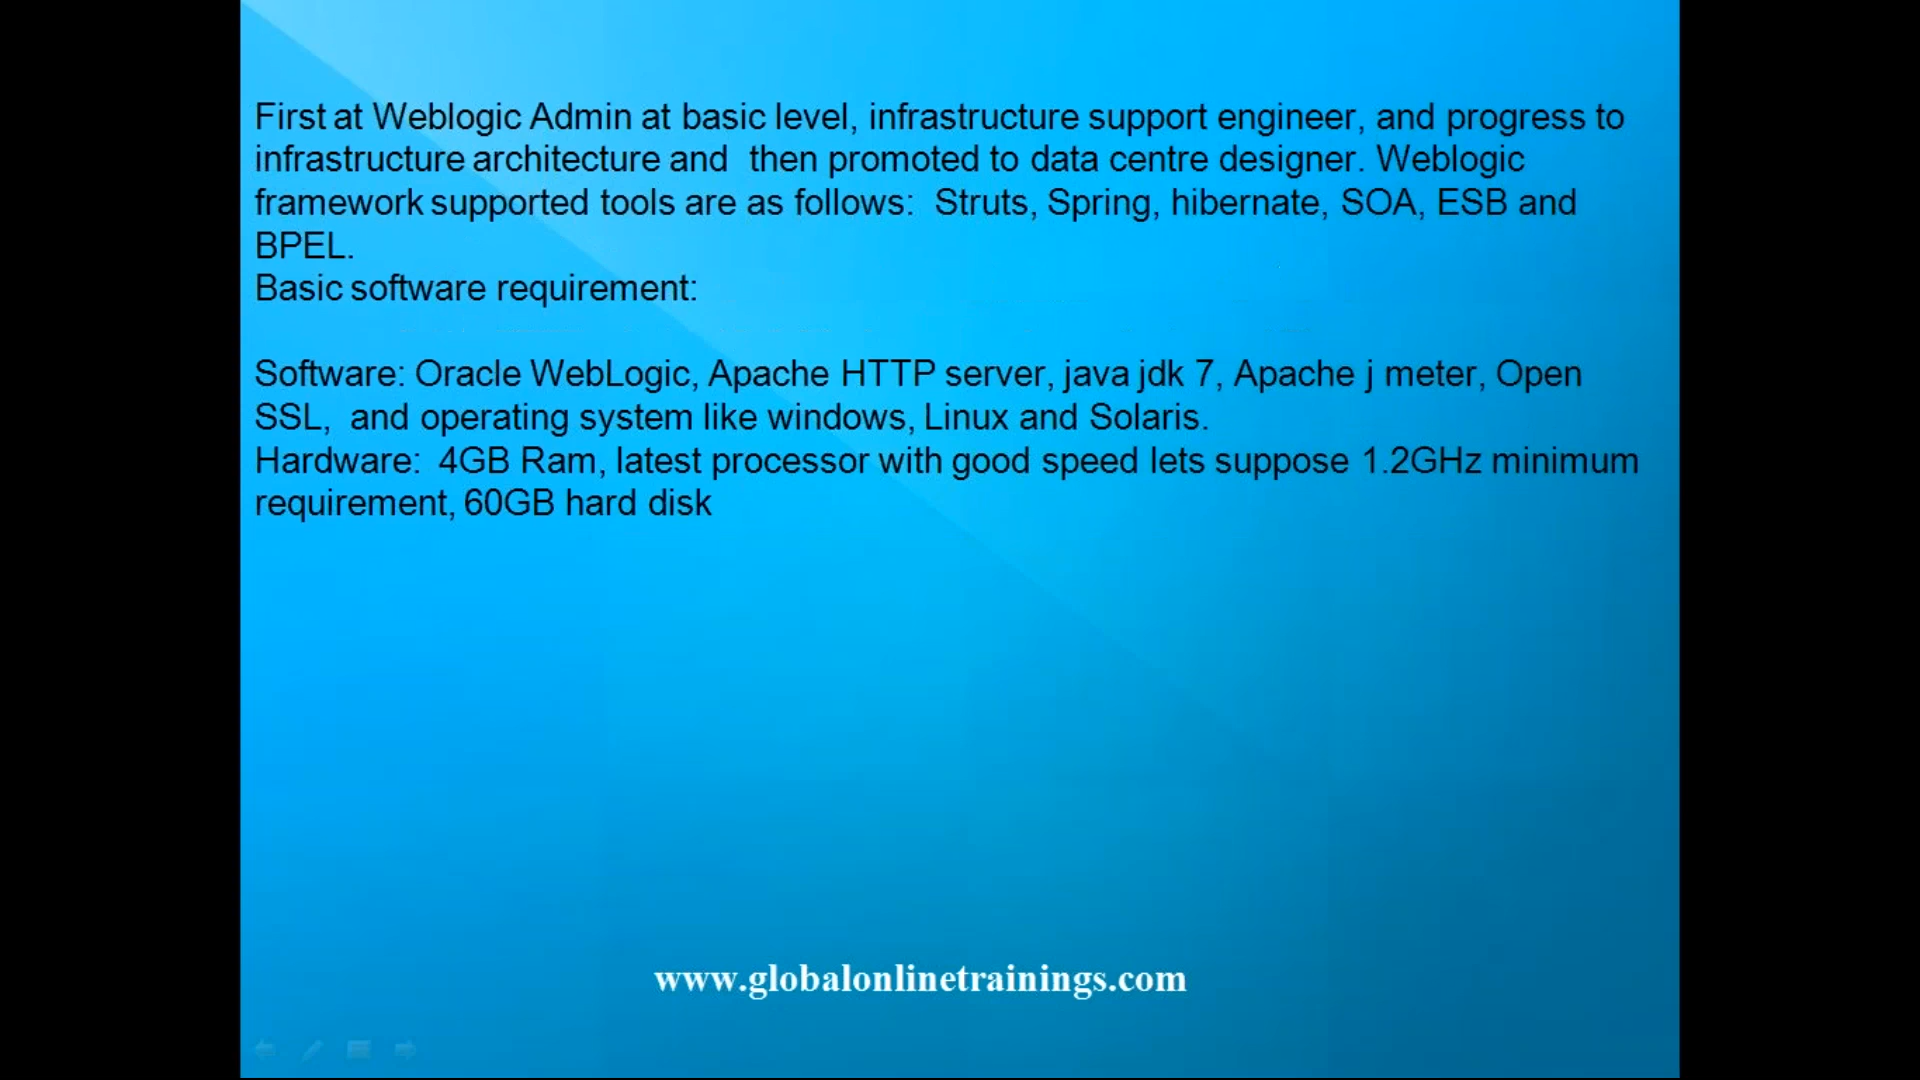 First at Weblogic Admin at basic level, infrastructure support engineer, and progress to
infrastructure architecture and  then promoted to data centre designer. Weblogic
framework supported tools are as follows:  Struts, Spring, hibernate, SOA, ESB and
BPEL.
Basic software requirement:
Software: Oracle WebLogic, Apache HTTP server, java jdk 7, Apache j meter, Open
SSL,  and operating system like windows, Linux and Solaris.
Hardware:  4GB Ram, latest processor with good speed lets suppose 1.2GHz minimum
requirement, 60GB hard disk
www.globalonlinetrainings.com